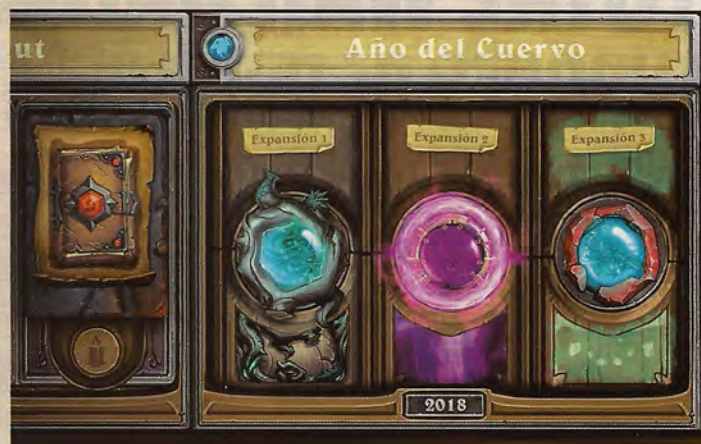 ut
Año del Cuervo
Expansión 1
Expansión 2
Expansión 3
2018